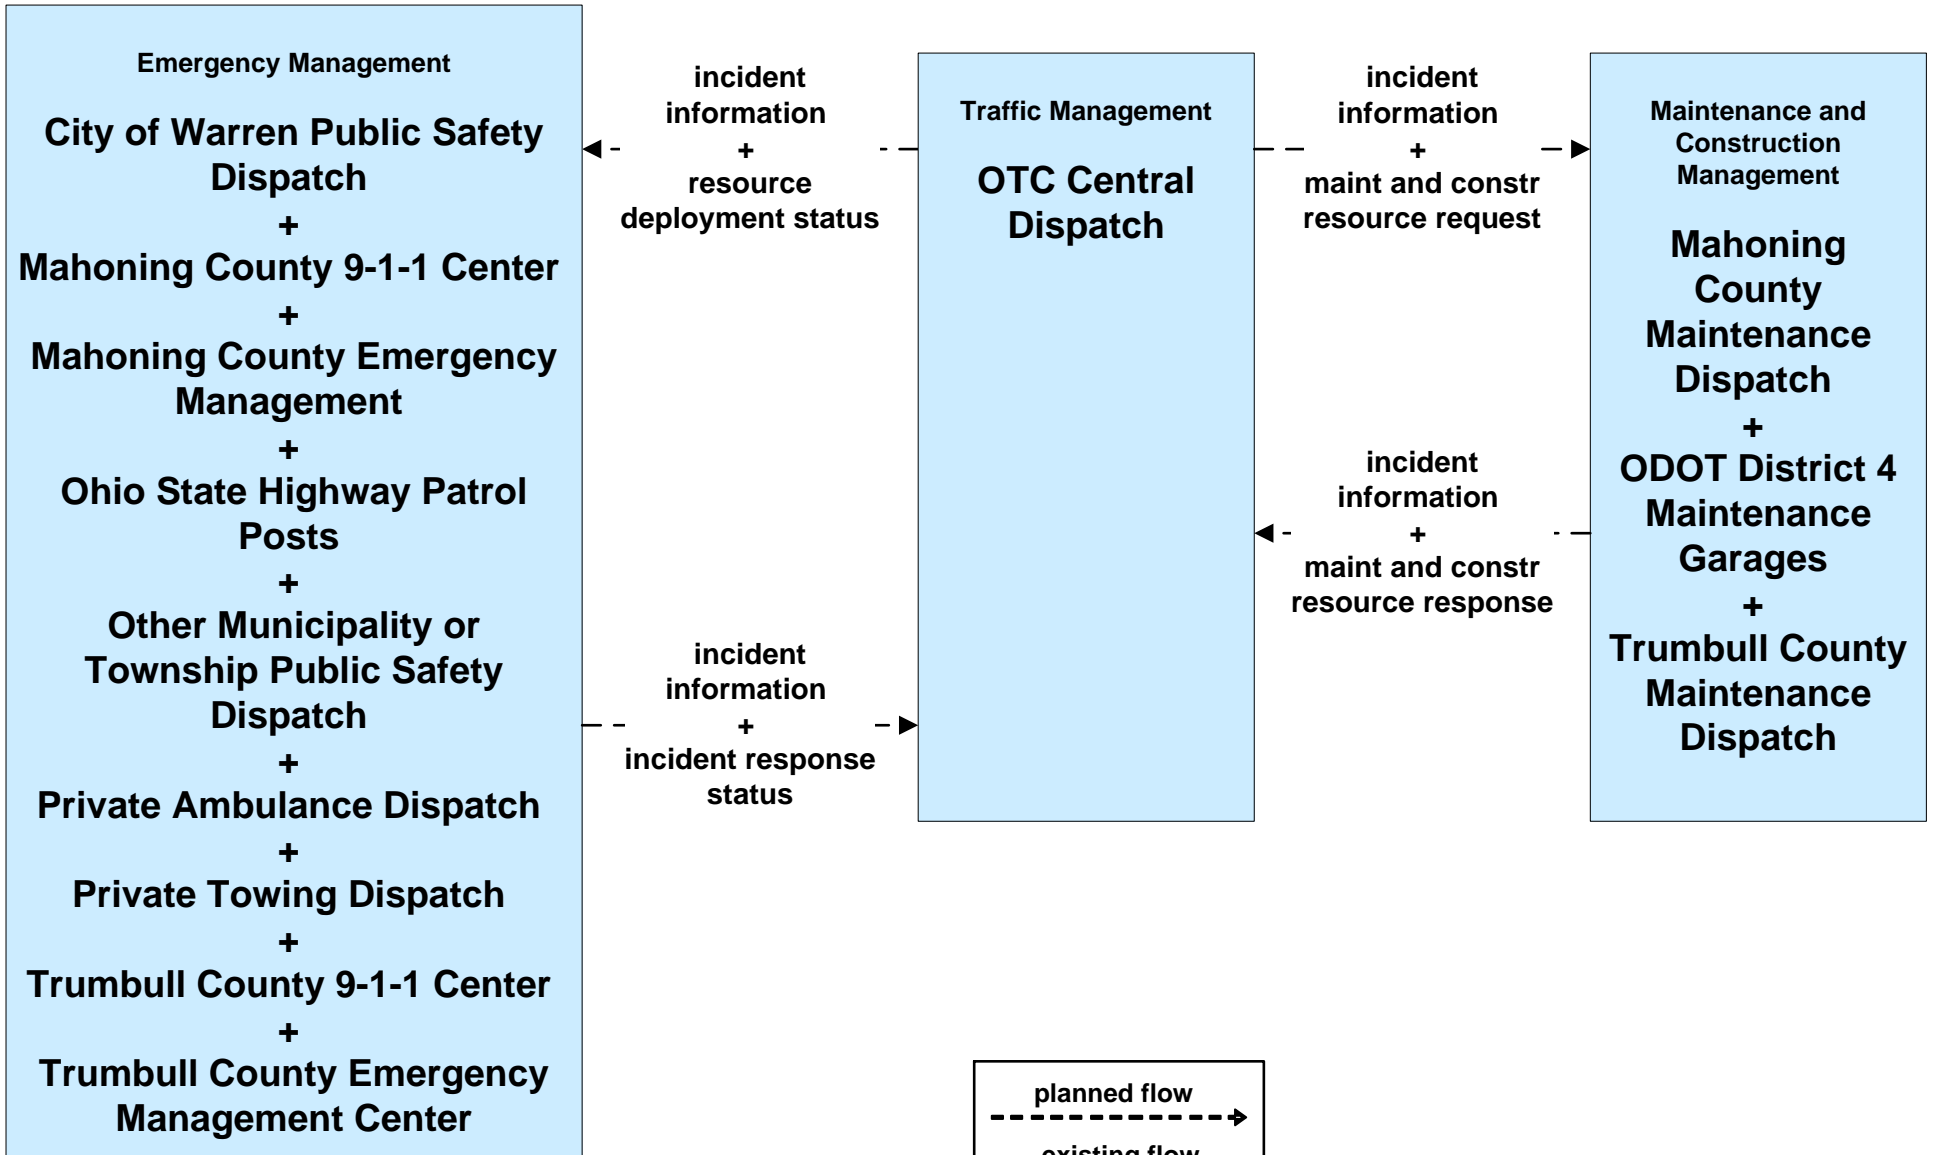 Emergency Management
City of Warren Public Safety
Dispatch
+
Mahoning County 9-1-1 Center
+
Mahoning County Emergency
Management
+
Ohio State Highway Patrol
Posts
+
Other Municipality or
Township Public Safety
Dispatch
+
Private Ambulance Dispatch
+
Private Towing Dispatch
+
Trumbull County 9-1-1 Center
+
Trumbull County Emergency
Management Center
incident
information
+
resource
deployment status
incident
information
+
incident response
status
Traffic Management
OTC Central
Dispatch
incident
information
+
maint and constr
resource request
incident
information
+
maint and constr
resource response
Maintenance and
Construction
Management
Mahoning
County
Maintenance
Dispatch
+
ODOT District 4
Maintenance
Garages
+
Trumbull County
Maintenance
Dispatch
planned flow
existing flow